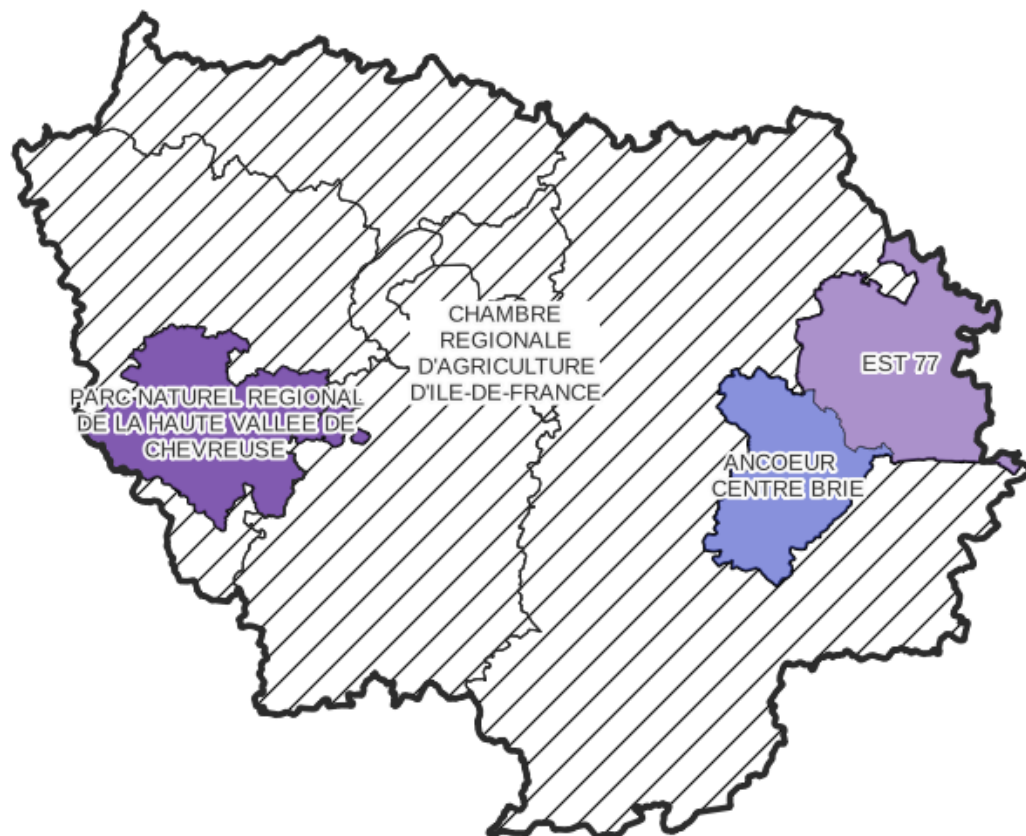 CHAMBRE
REGIONALE
D'AGRICULTURE
D'ILE-DE-FRANCE
EST 77
PARC NATUREL REGIONAL
DE LA HAUTE VALLEE DE
CHEVREUSE
ANCOEUR
CENTRE BRIE